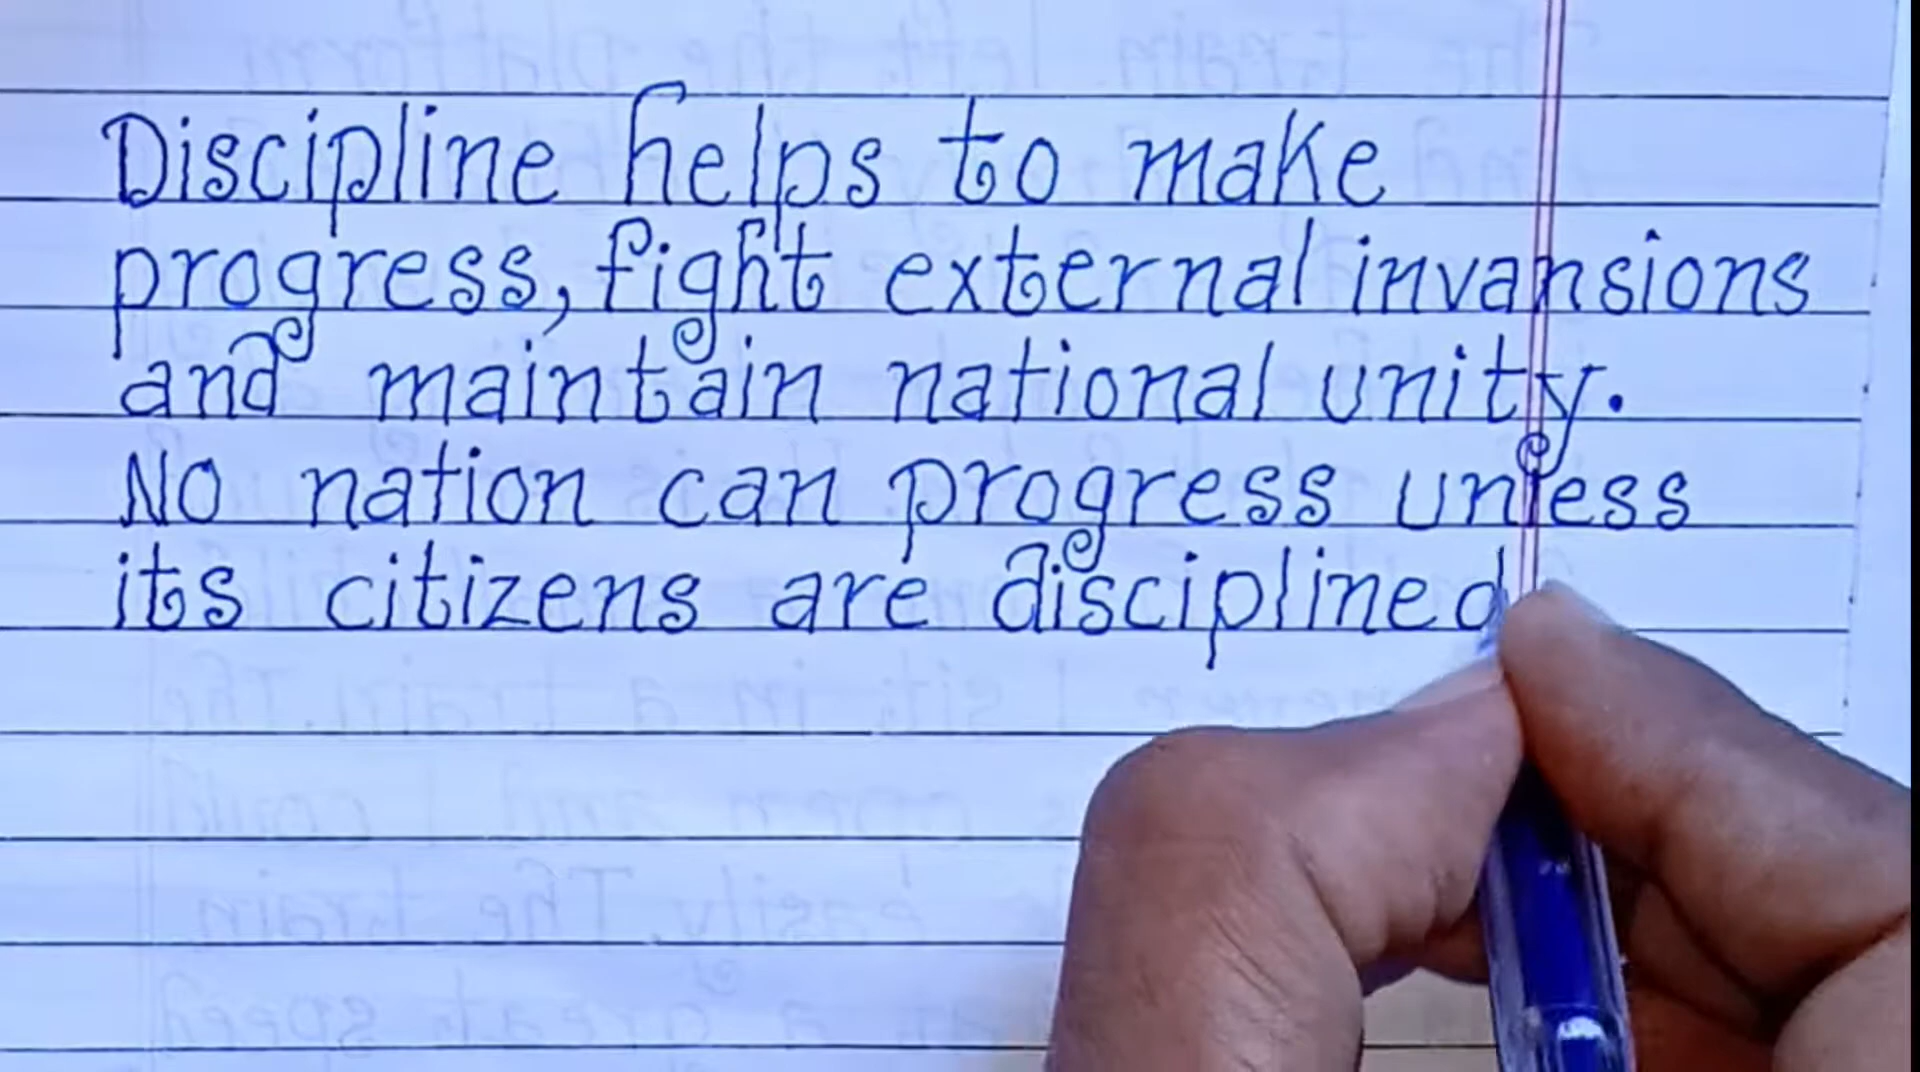 Discipline helps to make
progress, fight external invansions
and maintain national unity.
No nation can progress unless
its citizens are disciplined